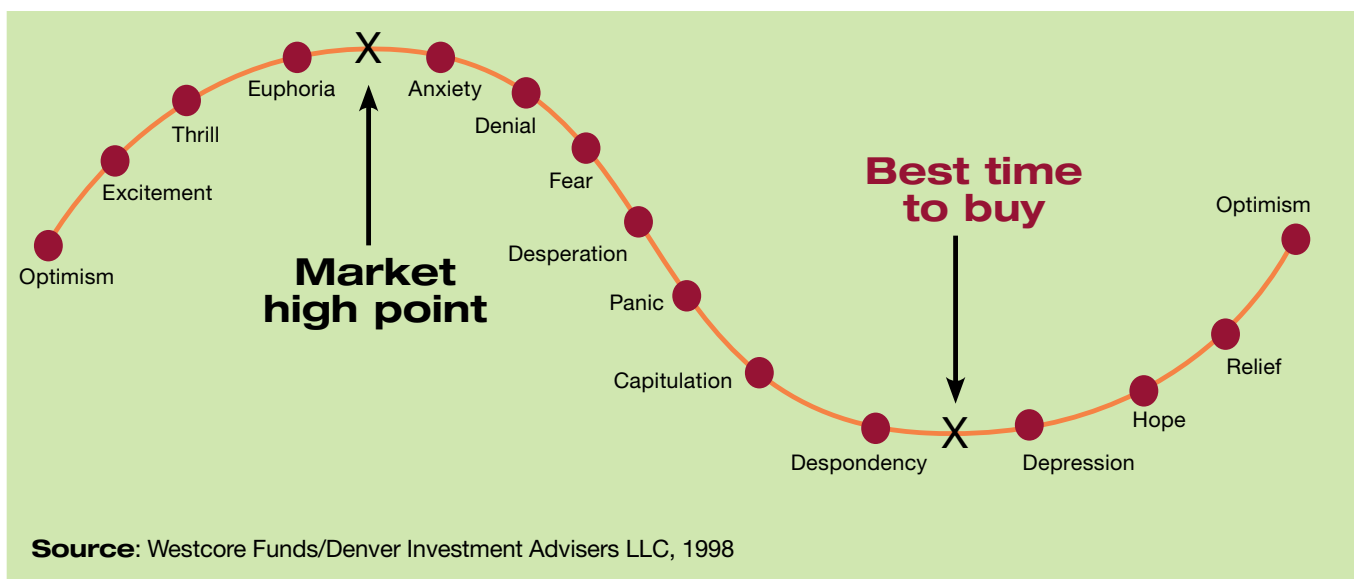 X
Euphoria
Anxiety
Thrill
Denial
Excitement
Fear
Optimism
Market
high point
Desperation
Panic
Capitulation
Despondency
Best time
to buy
X
Depression
Hope
Relief
Optimism
Source: Westcore Funds/Denver Investment Advisers LLC, 1998